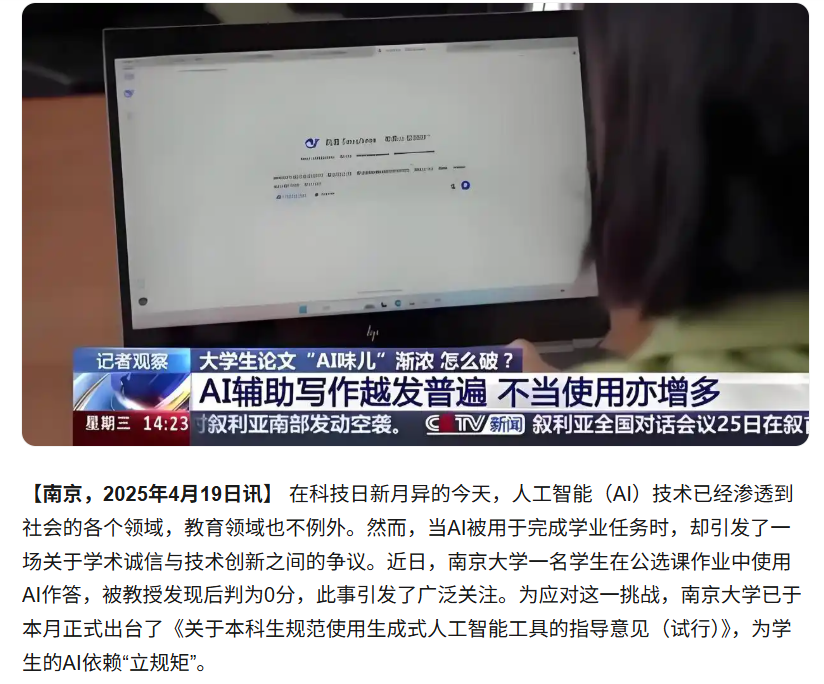 hp
记者观察
大学生论文“AI味儿”渐浓 怎么破？
AI辅助写作越发普遍 不当使用亦增多
星期三 14:23
叙利亚南部发动空袭。 CCTV新闻 叙利亚全国对话会议25日在叙
【南京，2025年4月19日讯】 在科技日新月异的今天，人工智能（AI）技术已经渗透到
社会的各个领域，教育领域也不例外。然而，当AI被用于完成学业任务时，却引发了一
场关于学术诚信与技术创新之间的争议。近日，南京大学一名学生在公选课作业中使用
AI作答，被教授发现后判为0分，此事引发了广泛关注。为应对这一挑战，南京大学已于
本月正式出台了《关于本科生规范使用生成式人工智能工具的指导意见（试行）》，为学
生的AI依赖“立规矩”。